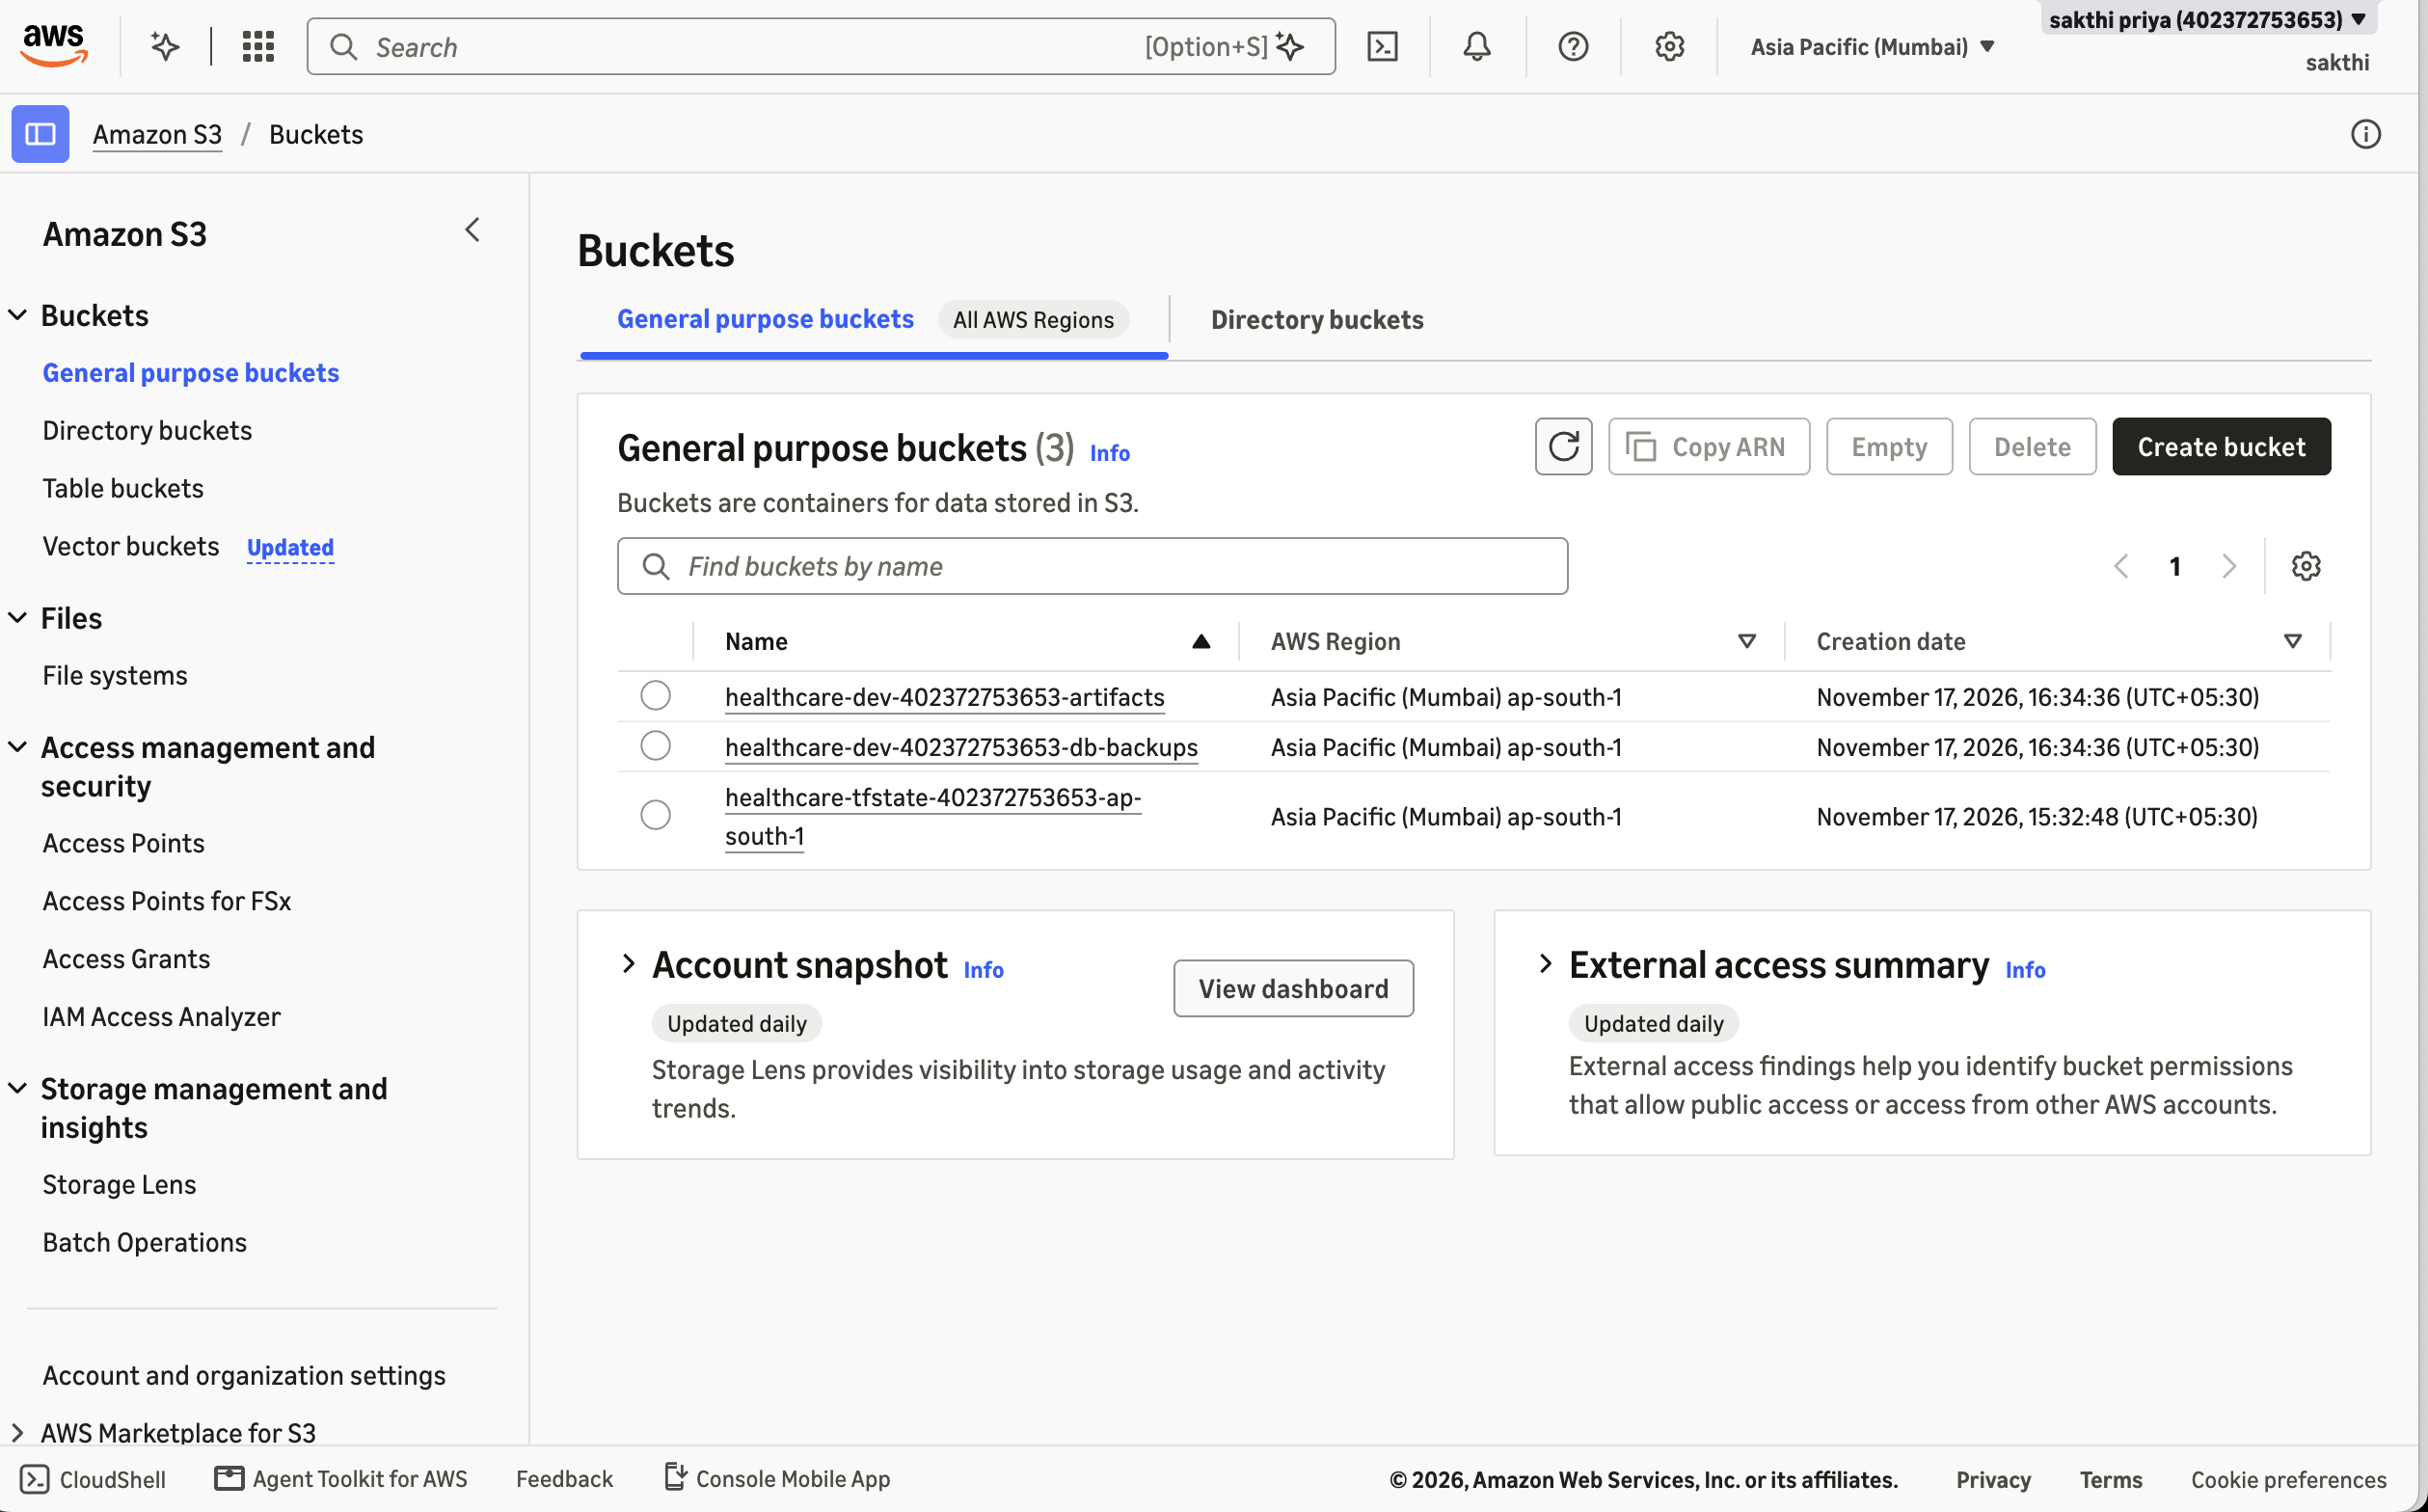 aws
Search [Option+S]
Asia Pacific (Mumbai)
sakthi priya (402372753653)
sakthi
Amazon S3 / Buckets
Amazon S3
Buckets
General purpose buckets
Directory buckets
Table buckets
Vector buckets Updated
Files
File systems
Access management and
security
Access Points
Access Points for FSx
Access Grants
IAM Access Analyzer
Storage management and
insights
Storage Lens
Batch Operations
Account and organization settings
AWS Marketplace for S3
Buckets
General purpose buckets All AWS Regions Directory buckets
General purpose buckets (3) Info
Copy ARN Empty Delete Create bucket
Buckets are containers for data stored in S3.
Find buckets by name
1
Name AWS Region Creation date
healthcare-dev-402372753653-artifacts Asia Pacific (Mumbai) ap-south-1 November 17, 2026, 16:34:36 (UTC+05:30)
healthcare-dev-402372753653-db-backups Asia Pacific (Mumbai) ap-south-1 November 17, 2026, 16:34:36 (UTC+05:30)
healthcare-tfstate-402372753653-ap-
south-1 Asia Pacific (Mumbai) ap-south-1 November 17, 2026, 15:32:48 (UTC+05:30)
Account snapshot Info
View dashboard
Updated daily
Storage Lens provides visibility into storage usage and activity
trends.
External access summary Info
Updated daily
External access findings help you identify bucket permissions
that allow public access or access from other AWS accounts.
CloudShell Agent Toolkit for AWS Feedback Console Mobile App © 2026, Amazon Web Services, Inc. or its affiliates. Privacy Terms Cookie preferences